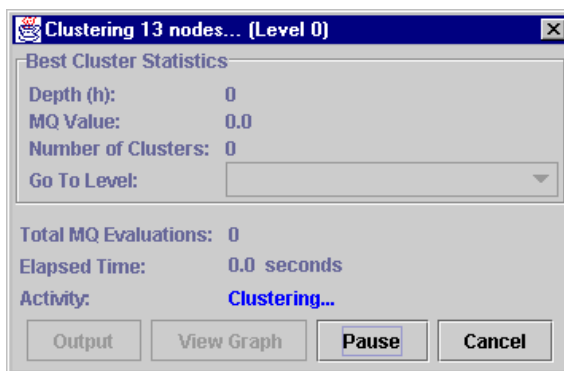 Clustering 13 nodes... (Level 0)
Best Cluster Statistics
Depth (h): 0
MQ Value: 0.0
Number of Clusters: 0
Go To Level:
Total MQ Evaluations: 0
Elapsed Time: 0.0 seconds
Activity: Clustering...
Output View Graph Pause Cancel